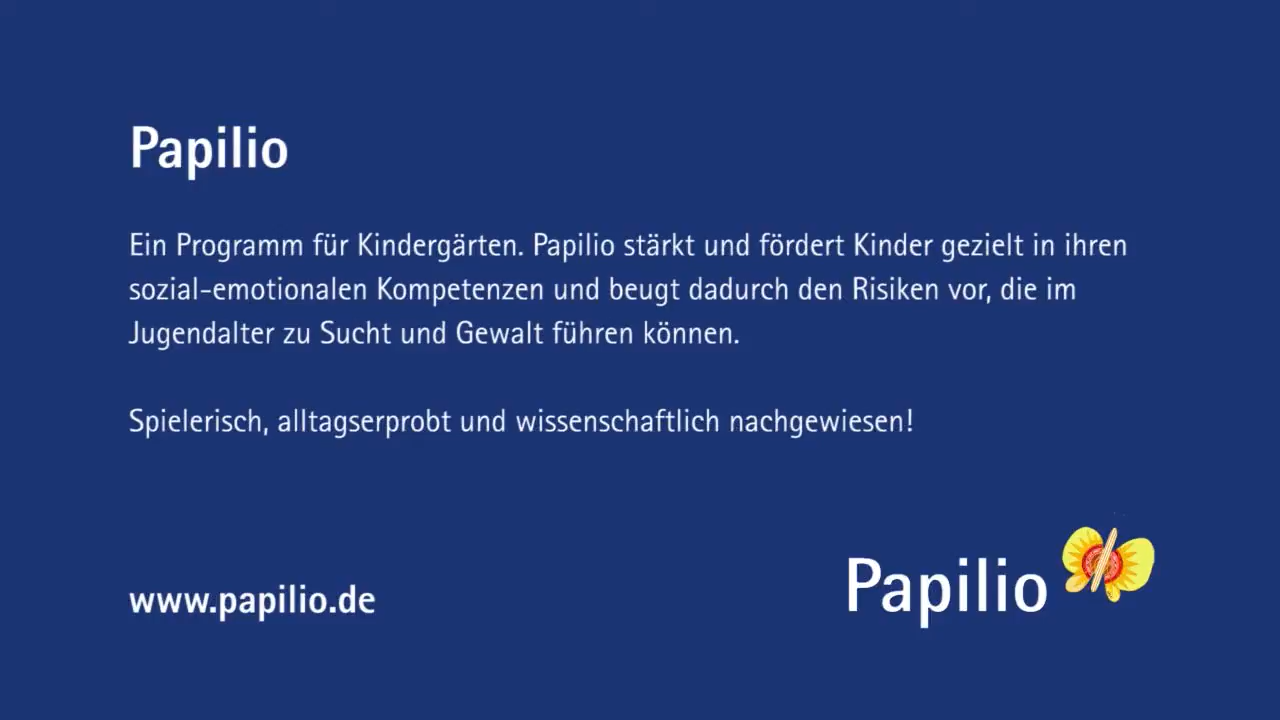 Papilio
Ein Programm für Kindergärten. Papilio stärkt und fördert Kinder gezielt in ihren
sozial-emotionalen Kompetenzen und beugt dadurch den Risiken vor, die im
Jugendalter zu Sucht und Gewalt führen können.
Spielerisch, alltagserprobt und wissenschaftlich nachgewiesen!
www.papilio.de
Papilio